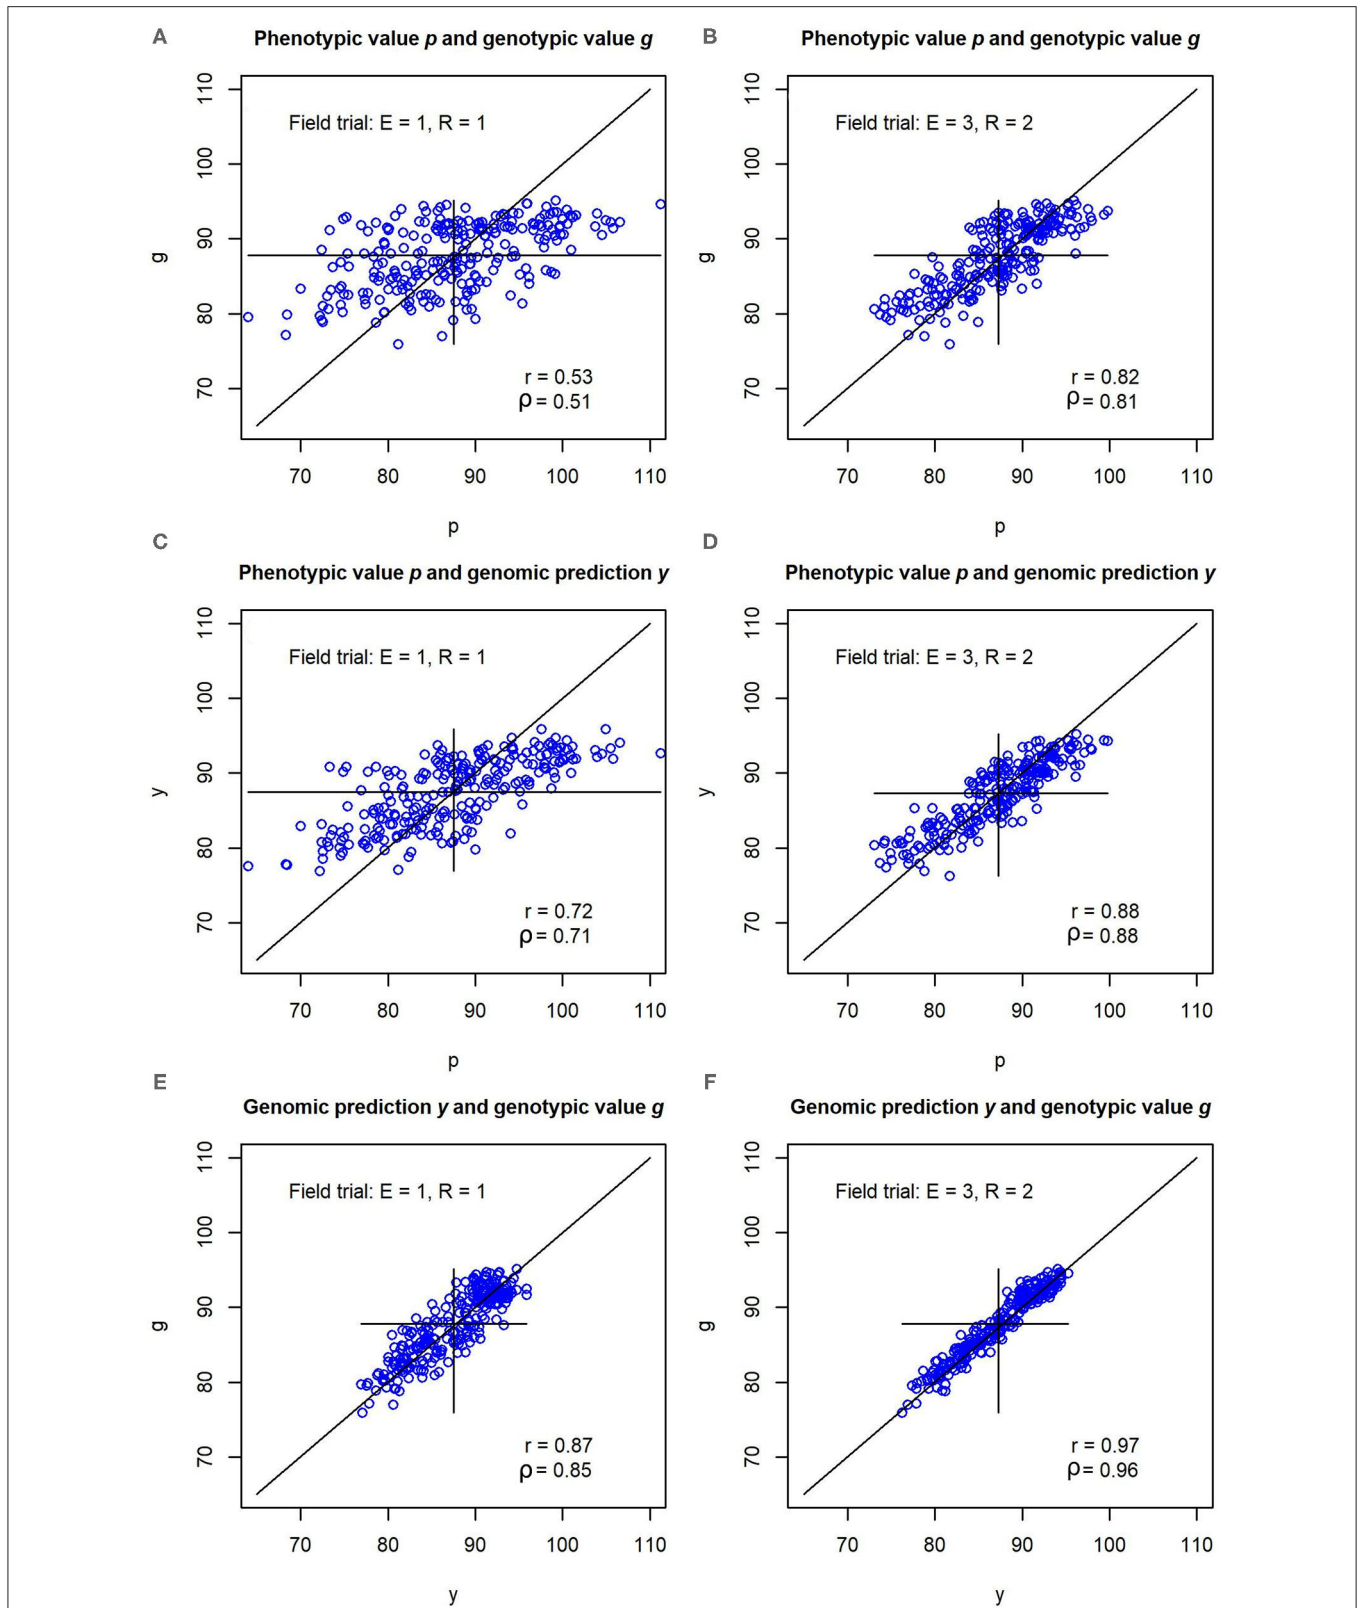 A
Phenotypic value p and genotypic value g
Field trial: E = 1, R = 1
r = 0.53
ρ = 0.51
g
70 80 90 100 110
70 80 90 100 110
p
B
Phenotypic value p and genotypic value g
Field trial: E = 3, R = 2
r = 0.82
ρ = 0.81
g
70 80 90 100 110
70 80 90 100 110
p
C
Phenotypic value p and genomic prediction y
Field trial: E = 1, R = 1
r = 0.72
ρ = 0.71
y
70 80 90 100 110
70 80 90 100 110
p
D
Phenotypic value p and genomic prediction y
Field trial: E = 3, R = 2
r = 0.88
ρ = 0.88
y
70 80 90 100 110
70 80 90 100 110
p
E
Genomic prediction y and genotypic value g
Field trial: E = 1, R = 1
r = 0.87
ρ = 0.85
g
70 80 90 100 110
70 80 90 100 110
y
F
Genomic prediction y and genotypic value g
Field trial: E = 3, R = 2
r = 0.97
ρ = 0.96
g
70 80 90 100 110
70 80 90 100 110
y